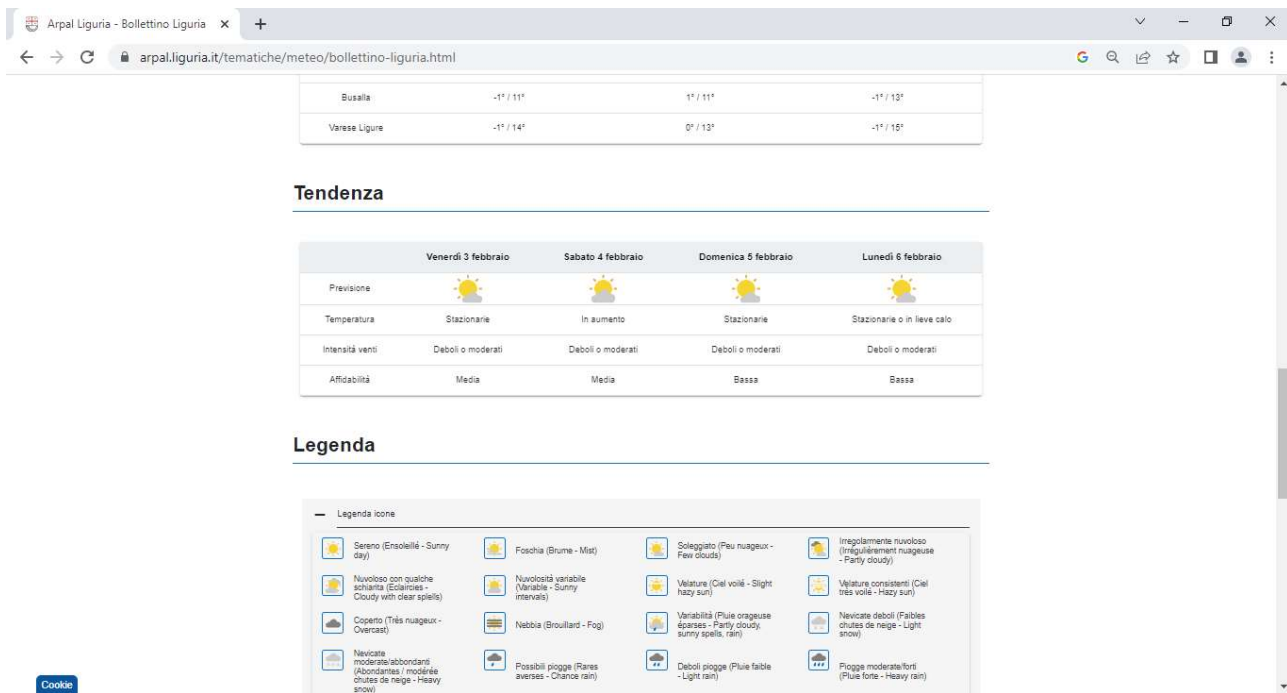 Arpal Liguria - Bollettino Liguria
arpal.liguria.it/tematiche/meteo/bollettino-liguria.html
Busalla -1° / 11° 1° / 11° -1° / 13°
Varese Ligure -1° / 14° 0° / 13° -1° / 15°
Tendenza
Venerdì 3 febbraio Sabato 4 febbraio Domenica 5 febbraio Lunedì 6 febbraio
Previsione
Temperatura Stazionarie In aumento Stazionarie Stazionarie o in lieve calo
Intensità venti Deboli o moderati Deboli o moderati Deboli o moderati Deboli o moderati
Affidabilità Media Media Bassa Bassa
Legenda
Legenda icone
Sereno (Ensoleillé - Sunny
day)
Foschia (Brume - Mist)
Soleggiato (Peu nuageux -
Few clouds)
Irregolarmente nuvoloso
(Irrégulièrement nuageuse
- Partly cloudy)
Nuvoloso con qualche
schiarita (Eclaircies -
Cloudy with clear spells)
Nuvolosità variabile
(Variable - Sunny
intervals)
Velature (Ciel voilé - Slight
hazy sun)
Velature consistenti (Ciel
très voilé - Hazy sun)
Coperto (Très nuageux -
Overcast)
Nebbia (Brouillard - Fog)
Variabilità (Pluie orageuse
éparses - Partly cloudy,
sunny spells, rain)
Nevicate deboli (Faibles
chutes de neige - Light
snow)
Nevicate
moderate/abbondanti
(Abondantes / modérée
chutes de neige - Heavy
snow)
Possibili piogge (Rares
averses - Chance rain)
Deboli piogge (Pluie faible
- Light rain)
Piogge moderate/forti
(Pluie forte - Heavy rain)
Cookie